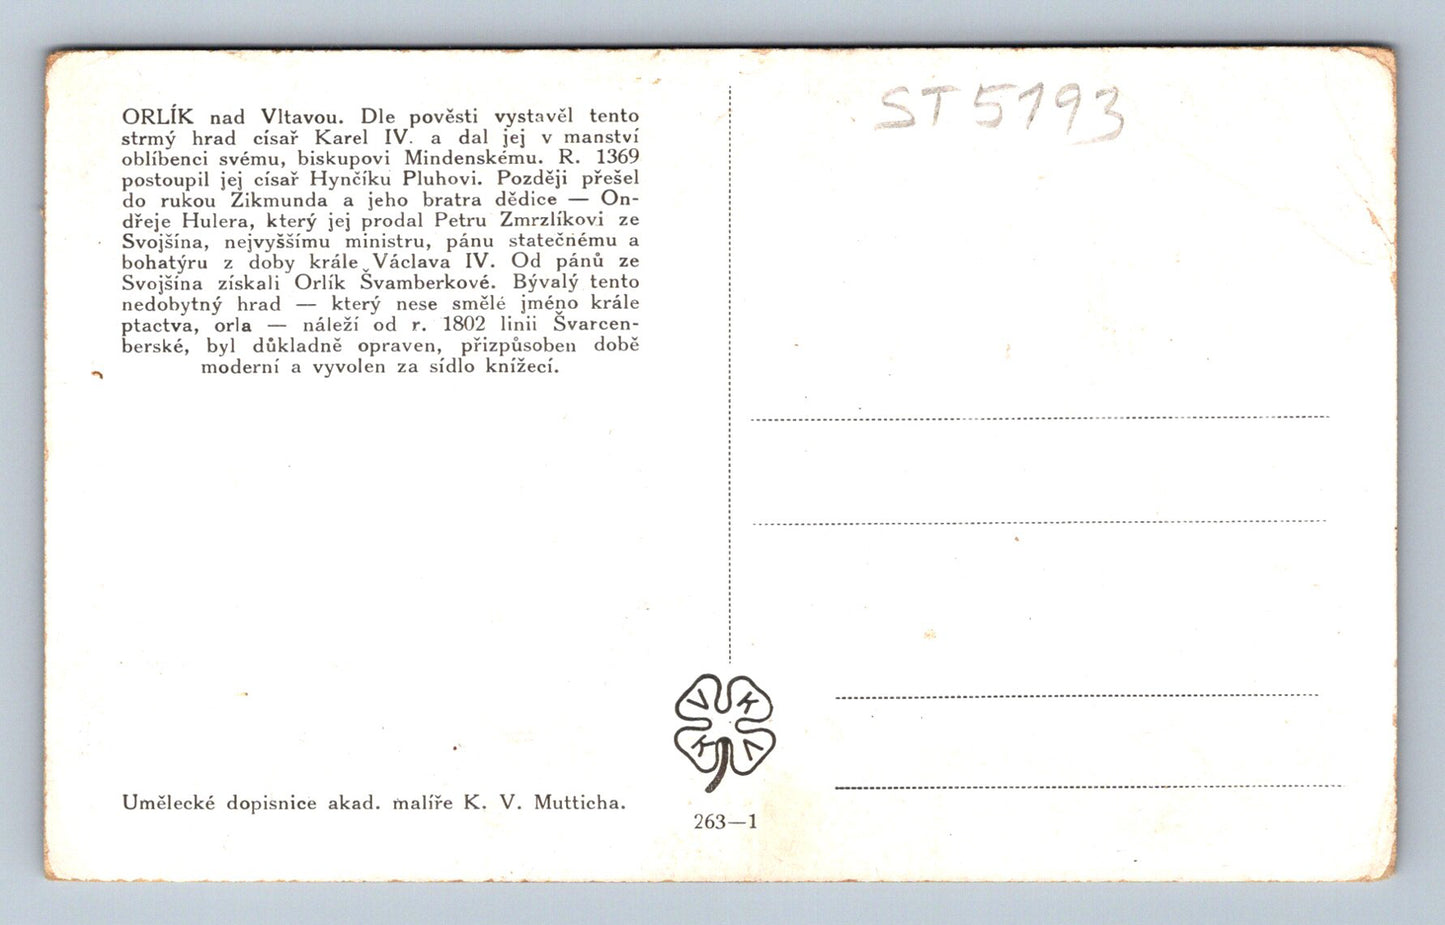 ORLÍK nad Vltavou. Dle pověsti vystavěl tento
strmý hrad císař Karel IV. a dal jej v manství
oblíbenci svému, biskupovi Mindenskému. R. 1369
postoupil jej císař Hynčíku Pluhovi. Později přešel
do rukou Zikmunda a jeho bratra dědice — On-
dřeje Hulera, který jej prodal Petru Zmrzlíkovi ze
Svojšína, nejvyššímu ministru, pánu statečnému a
bohatýru z doby krále Václava IV. Od pánů ze
Svojšína získali Orlík Švamberkové. Bývalý tento
nedobytný hrad — který nese smělé jméno krále
ptactva, orla — náleží od r. 1802 linii Švarcen-
berské, byl důkladně opraven, přizpůsoben době
moderní a vyvolen za sídlo knížecí.
Umělecké dopisnice akad. malíře K. V. Mutticha.
ST5193
V K
K V
263—1